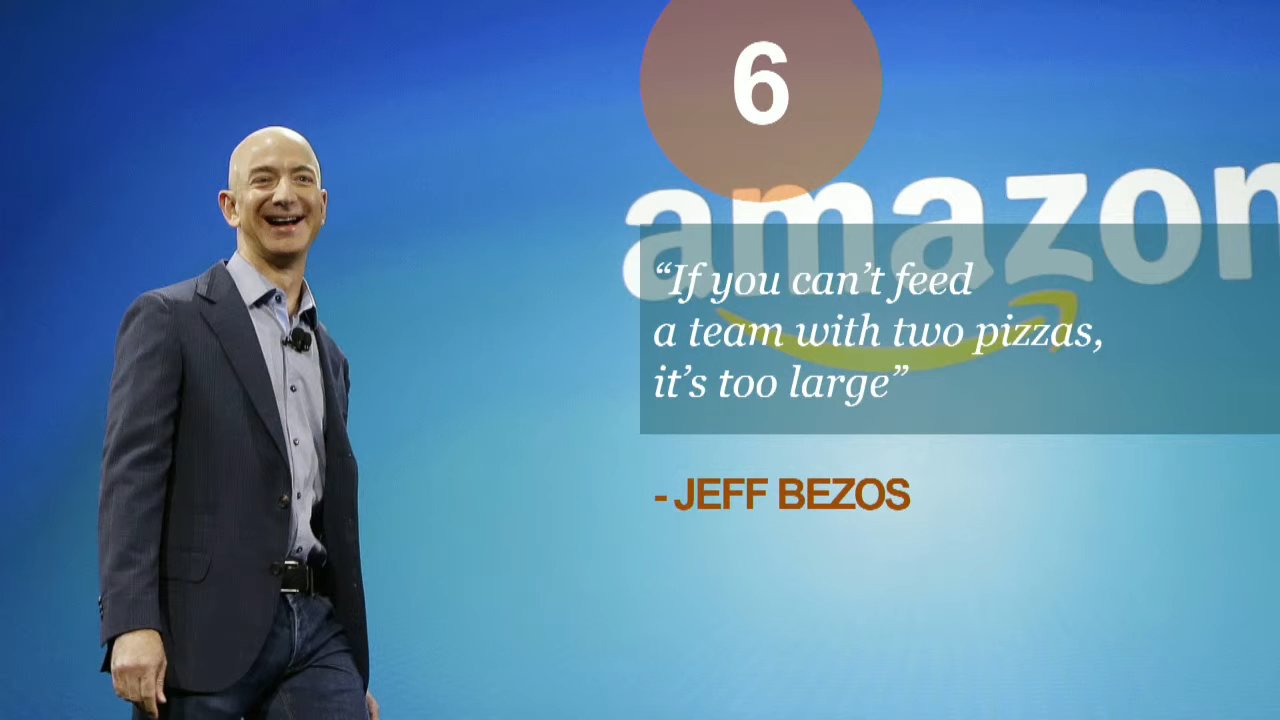 6
amazon
“If you can’t feed
a team with two pizzas,
it’s too large”
- JEFF BEZOS